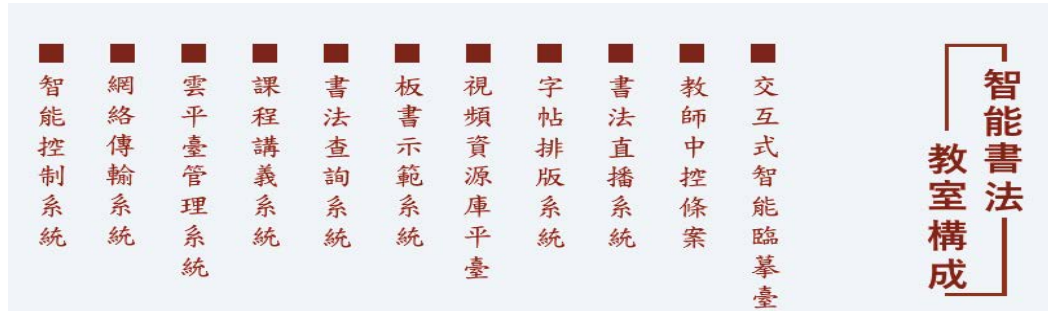 智能書法
教室構成
交互式智能臨摹臺
教師中控條案
書法直播系統
字帖排版系統
視頻資源庫平臺
板書示範系統
書法查詢系統
課程講義系統
雲平臺管理系統
網絡傳輸系統
智能控制系統